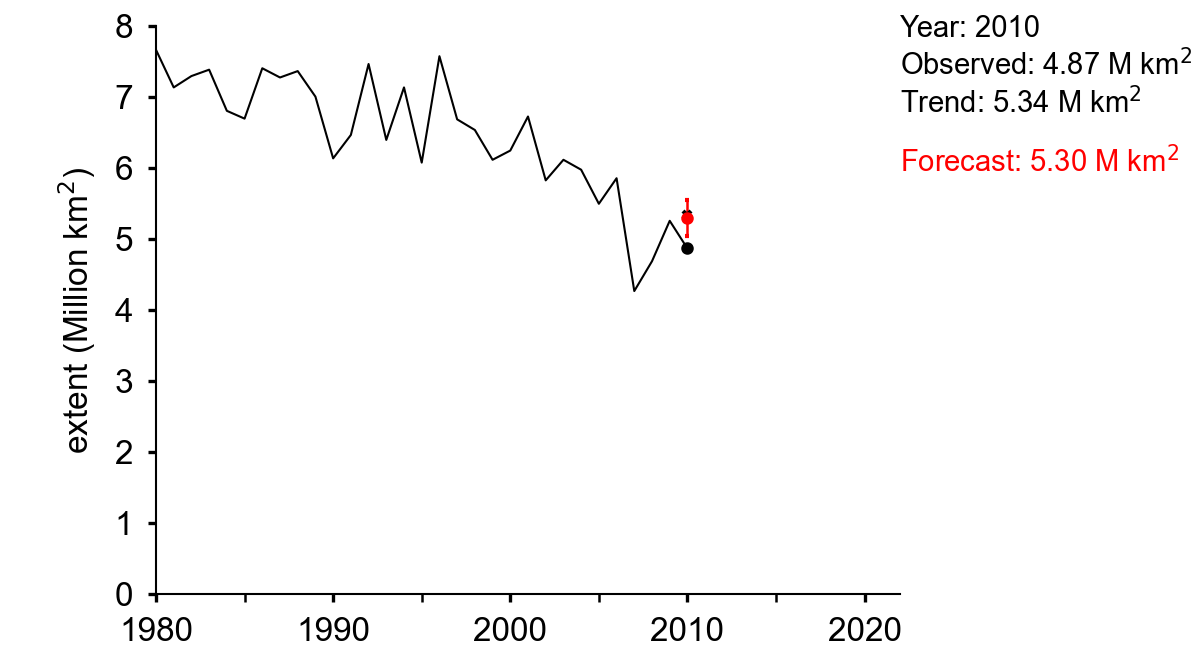 Year: 2010
Observed: 4.87 M km²
Trend: 5.34 M km²
Forecast: 5.30 M km²
extent (Million km²)
8
7
6
5
4
3
2
1
0
1980 1990 2000 2010 2020